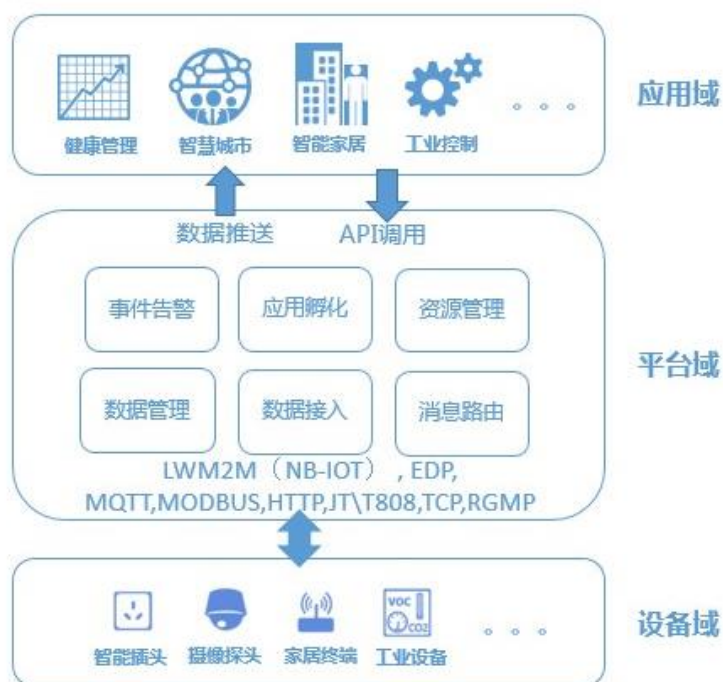 健康管理 智慧城市 智能家居 工业控制 。。。
应用域
数据推送 API调用
事件告警 应用孵化 资源管理
平台域
数据管理 数据接入 消息路由
LWM2M（NB-IOT）, EDP,
MQTT,MODBUS,HTTP,JT\T808,TCP,RGMP
VOC
CO2
智能插头 摄像探头 家居终端 工业设备 。。。
设备域